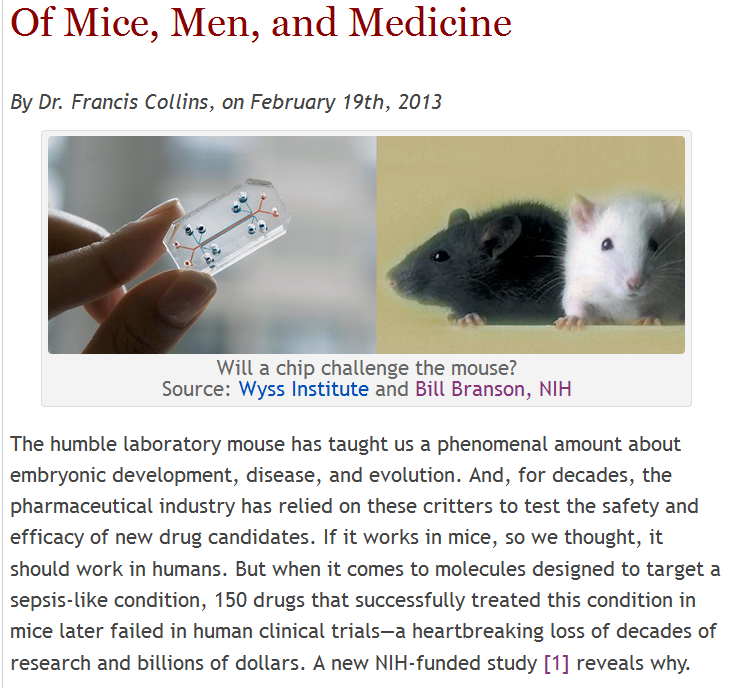 Of Mice, Men, and Medicine
By Dr. Francis Collins, on February 19th, 2013
Will a chip challenge the mouse?
Source: Wyss Institute and Bill Branson, NIH
The humble laboratory mouse has taught us a phenomenal amount about
embryonic development, disease, and evolution. And, for decades, the
pharmaceutical industry has relied on these critters to test the safety and
efficacy of new drug candidates. If it works in mice, so we thought, it
should work in humans. But when it comes to molecules designed to target a
sepsis-like condition, 150 drugs that successfully treated this condition in
mice later failed in human clinical trials—a heartbreaking loss of decades of
research and billions of dollars. A new NIH-funded study [1] reveals why.